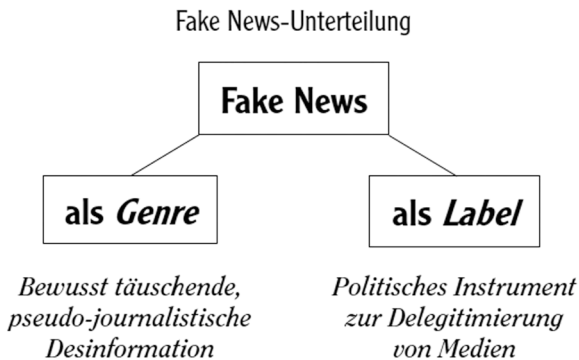 Fake News-Unterteilung
Fake News
als Genre
als Label
Bewusst täuschende,
pseudo-journalistische
Desinformation
Politisches Instrument
zur Delegitimierung
von Medien